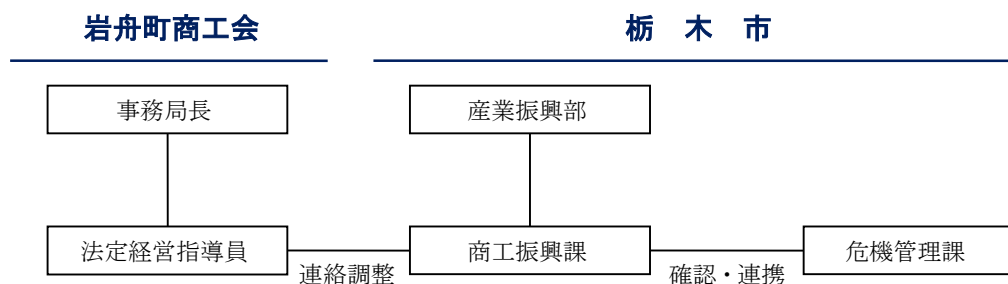 岩舟町商工会
栃 木 市
事務局長
産業振興部
法定経営指導員
連絡調整
商工振興課
確認・連携
危機管理課